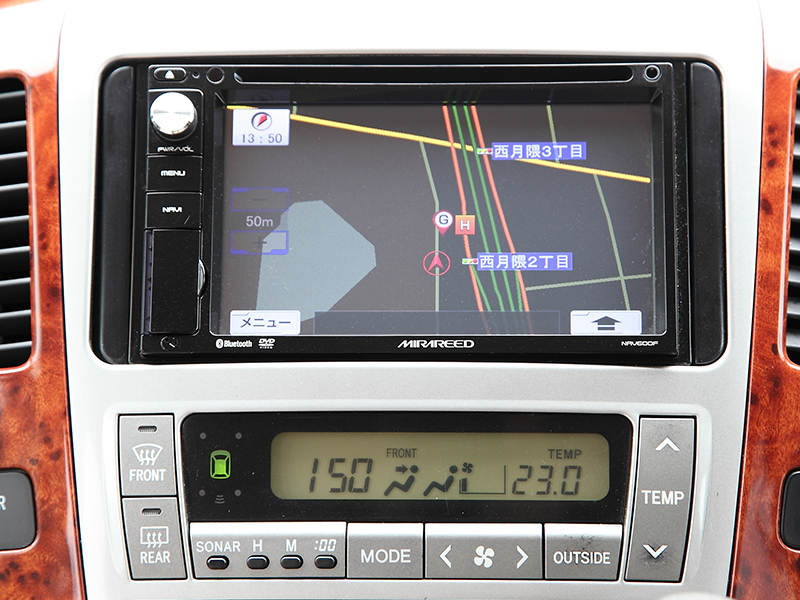 PWR/VOL
MENU
NAVI
13:50
50m
西月隈3丁目
G
H
西月隈2丁目
メニュー
Bluetooth
DVD
MIRAREED
NAV600F
FRONT
REAR
150
FRONT
TEMP
23.0
SONAR H M :00
MODE
OUTSIDE
TEMP
R